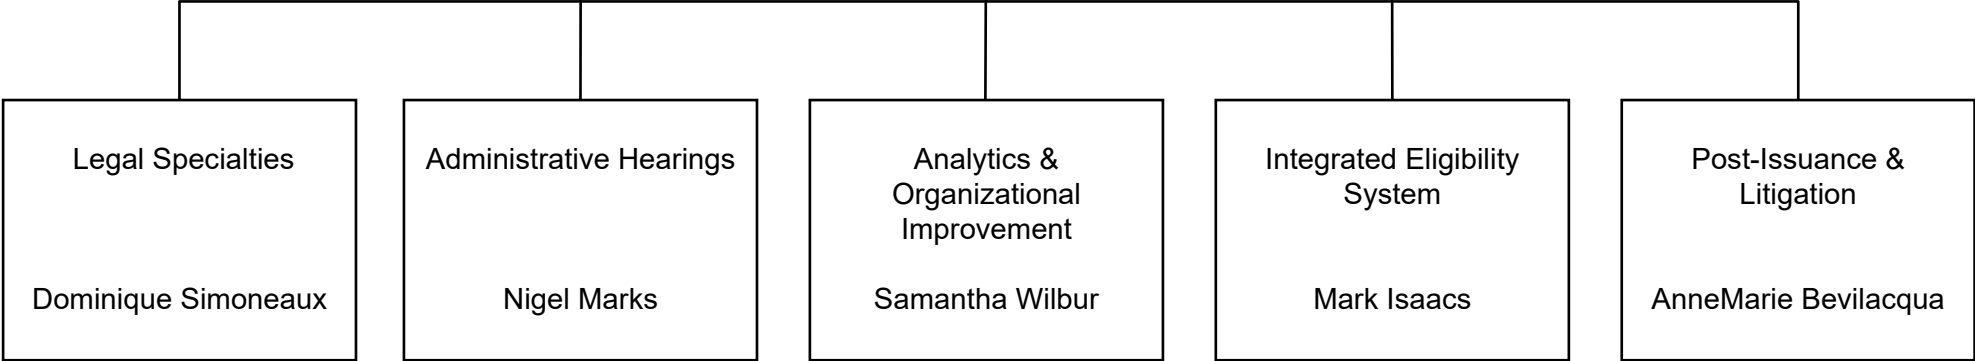 Legal Specialties
Dominique Simoneaux
Administrative Hearings
Nigel Marks
Analytics &
Organizational
Improvement
Samantha Wilbur
Integrated Eligibility
System
Mark Isaacs
Post-Issuance &
Litigation
AnneMarie Bevilacqua